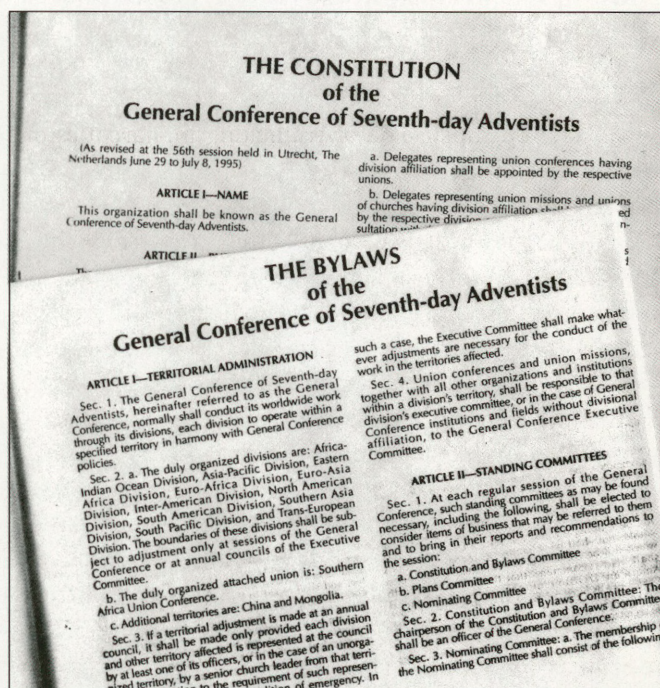 THE CONSTITUTION
of the
General Conference of Seventh-day Adventists
(As revised at the 56th session held in Utrecht, The
Netherlands June 29 to July 8, 1995)
ARTICLE I—NAME
This organization shall be known as the General
Conference of Seventh-day Adventists.
ARTICLE II
a. Delegates representing union conferences having
division affiliation shall be appointed by the respective
unions.
b. Delegates representing union missions and unions
of churches having division affiliation shall
ed
by the respective division
n-
THE BYLAWS
of the
General Conference of Seventh-day Adventists
ARTICLE I—TERRITORIAL ADMINISTRATION
Sec. 1. The General Conference of Seventh-day
Adventists, hereinafter referred to as the General
Conference, normally shall conduct its worldwide work
through its divisions, each division to operate within a
specified territory in harmony with General Conference
policies.
Sec. 2. a. The duly organized divisions are: Africa-
Indian Ocean Division, Asia-Pacific Division, Eastern
Africa Division, Euro-Africa Division, Euro-Asia
Division, Inter-American Division, North American
Division, South American Division, Southern Asia
Division, South Pacific Division, and Trans-European
Division. The boundaries of these divisions shall be sub-
ject to adjustment only at sessions of the General
Conference or at annual councils of the Executive
Committee.
b. The duly organized attached union is: Southern
Africa Union Conference.
c. Additional territories are: China and Mongolia.
Sec. 3. If a territorial adjustment is made at an annual
council, it shall be made only provided each division
and other territory affected is represented at the council
by at least one of its officers, or in the case of an unorga-
nized territory, by a senior church leader from that terri-
to the requirement of such represen-
of emergency. In
such a case, the Executive Committee shall make what-
ever adjustments are necessary for the conduct of the
work in the territories affected.
Sec. 4. Union conferences and union missions,
together with all other organizations and institutions
within a division's territory, shall be responsible to that
division's executive committee, or in the case of General
Conference institutions and fields without divisional
affiliation, to the General Conference Executive
Committee.
ARTICLE II—STANDING COMMITTEES
Sec. 1. At each regular session of the General
Conference, such standing committees as may be found
necessary, including the following, shall be elected to
consider items of business that may be referred to them
and to bring in their reports and recommendations to
the session:
a. Constitution and Bylaws Committee
b. Plans Committee
c. Nominating Committee
Sec. 2. Constitution and Bylaws Committee: The
chairperson of the Constitution and Bylaws Committee
shall be an officer of the General Conference.
Sec. 3. Nominating Committee: a. The membership
the Nominating Committee shall consist of the